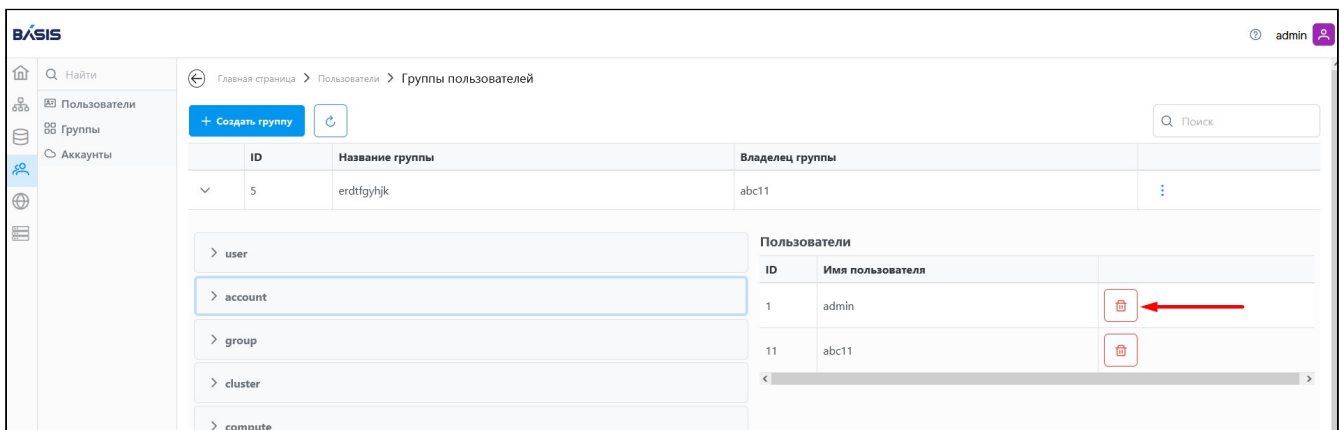 BÁSIS
admin
Найти
Пользователи
Группы
Аккаунты
Главная страница > Пользователи > Группы пользователей
+ Создать группу
Поиск
ID Название группы Владелец группы
5 erdtfgyhjk abc11
> user
> account
> group
> cluster
> compute
Пользователи
ID Имя пользователя
1 admin
11 abc11